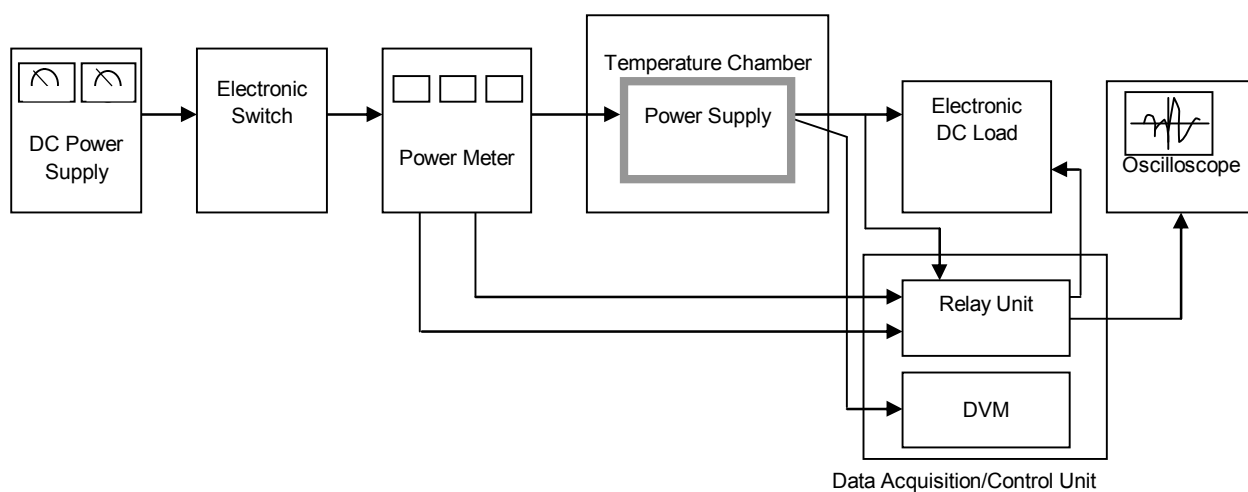 DC Power
Supply
Electronic
Switch
Power Meter
Temperature Chamber
Power Supply
Electronic
DC Load
Oscilloscope
Relay Unit
DVM
Data Acquisition/Control Unit